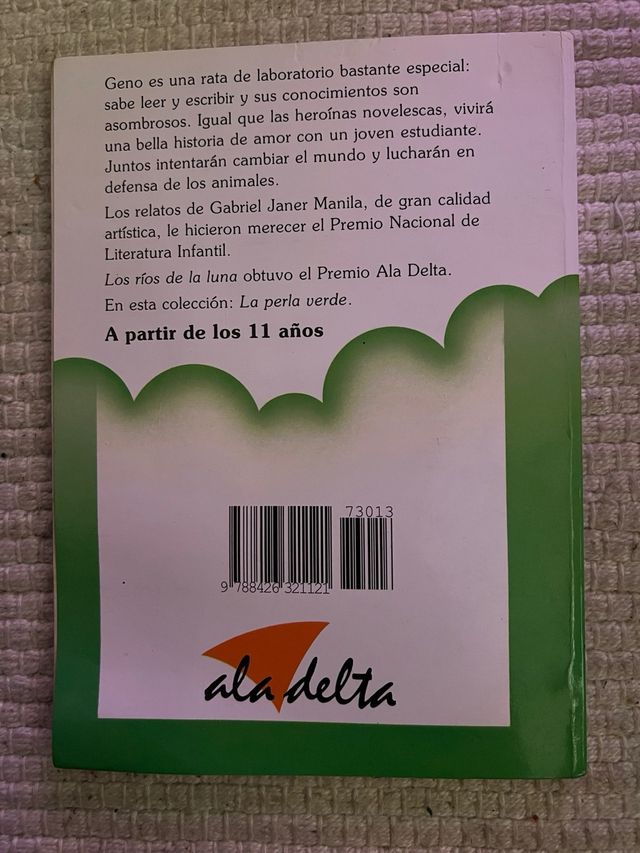 Geno es una rata de laboratorio bastante especial:
sabe leer y escribir y sus conocimientos son
asombrosos. Igual que las heroínas novelescas, vivirá
una bella historia de amor con un joven estudiante.
Juntos intentarán cambiar el mundo y lucharán en
defensa de los animales.
Los relatos de Gabriel Janer Manila, de gran calidad
artística, le hicieron merecer el Premio Nacional de
Literatura Infantil.
Los ríos de la luna obtuvo el Premio Ala Delta.
En esta colección: La perla verde.
A partir de los 11 años
73013
9 788426 321121
ala delta